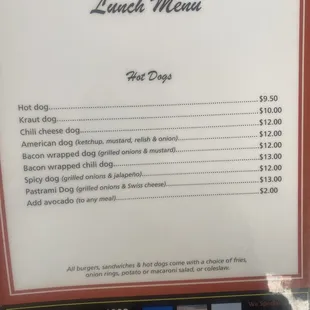 Lunch Menu
Hot Dogs
Hot dog $9.50
Kraut dog $10.00
Chili cheese dog $12.00
American dog (ketchup, mustard, relish & onion) $12.00
Bacon wrapped dog (grilled onions & mustard) $12.00
Bacon wrapped chili dog $13.00
Spicy dog (grilled onions & jalapeño) $12.00
Pastrami Dog (grilled onions & Swiss cheese) $13.00
Add avocado (to any meal) $2.00
All burgers, sandwiches & hot dogs come with a choice of fries,
onion rings, potato or macaroni salad, or coleslaw.